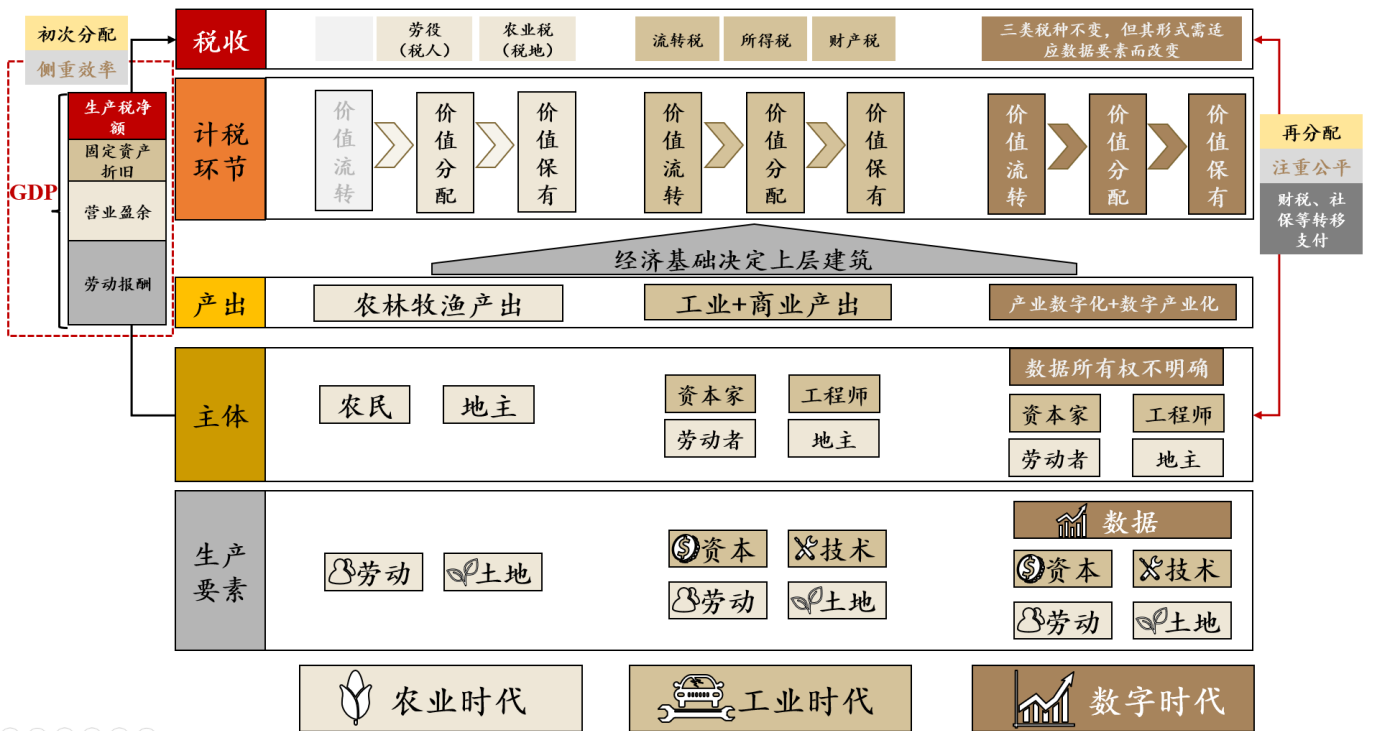 初次分配
侧重效率
生产税净
额
固定资产
折旧
营业盈余
劳动报酬
GDP
税收
劳役
(税人)
农业税
(税地)
流转税
所得税
财产税
三类税种不变，但其形式需适
应数据要素而改变
计税
环节
价值流转
价值分配
价值保有
价值流转
价值分配
价值保有
价值流转
价值分配
价值保有
再分配
注重公平
财税、社
保等转移
支付
经济基础决定上层建筑
产出
农林牧渔产出
工业+商业产出
产业数字化+数字产业化
主体
农民
地主
资本家
工程师
劳动者
地主
数据所有权不明确
资本家
工程师
劳动者
地主
生产
要素
劳动
土地
资本
技术
劳动
土地
数据
资本
技术
劳动
土地
农业时代
工业时代
数字时代